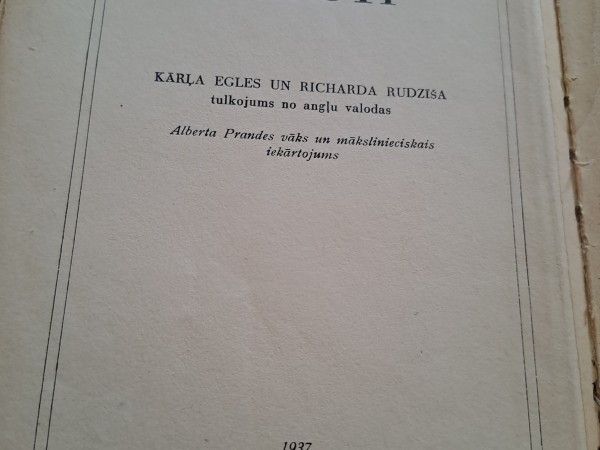 KĀRĻA EGLES UN RICHARDA RUDZĪŠA
tulkojums no angļu valodas
Alberta Prandes vāks un mākslinieciskais
iekārtojums
1937